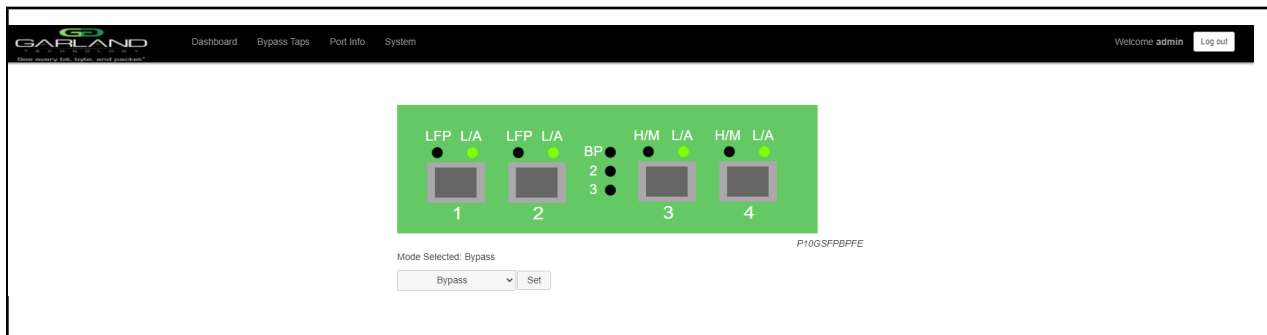 GARLAND
TECHNOLOGY
See every bit, byte, and packet®
Dashboard Bypass Taps Port Info System Welcome admin Log out
LFP L/A LFP L/A H/M L/A H/M L/A
BP
2
3
1 2 3 4
P10GSFPBPFE
Mode Selected: Bypass
Bypass Set